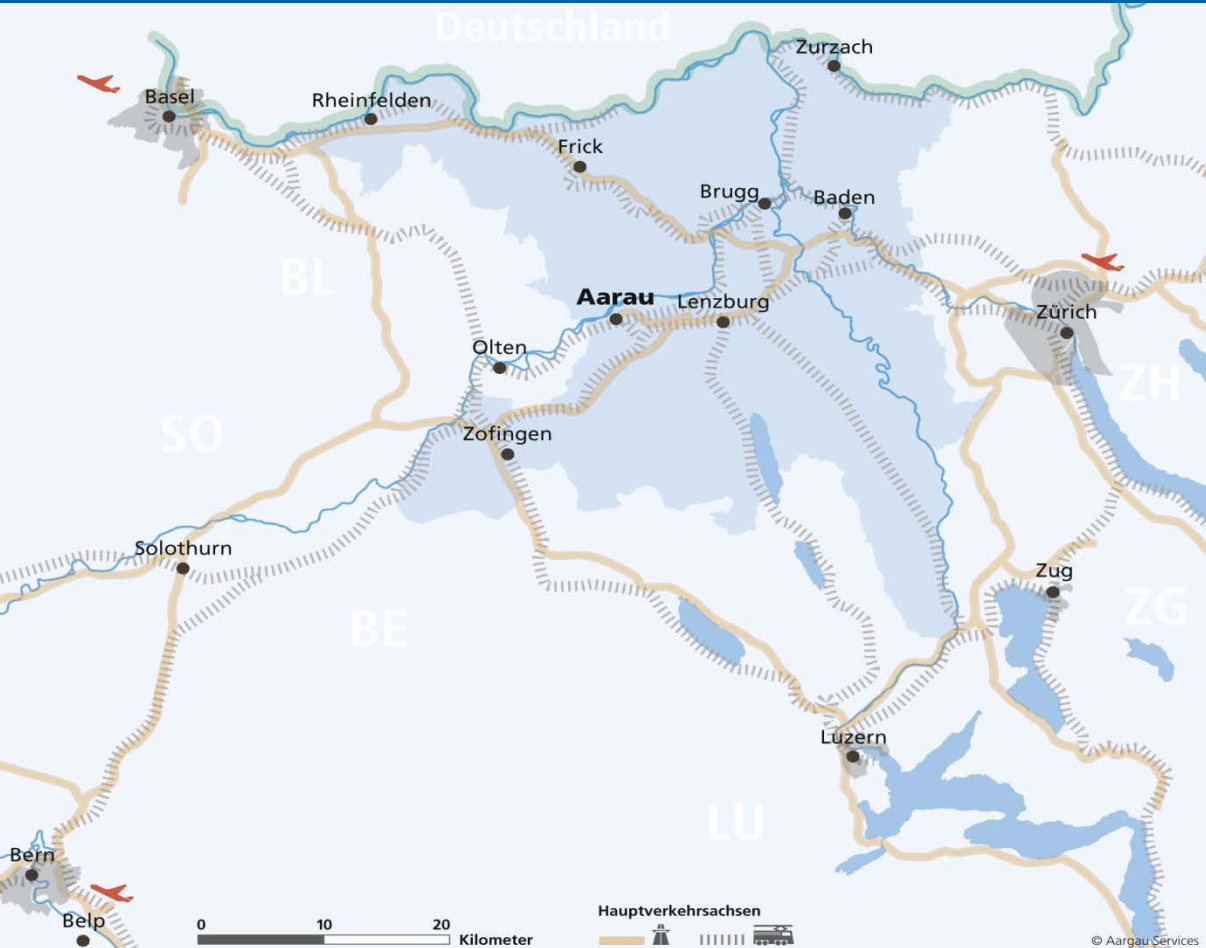 Deutschland
Zurzach
Basel
Rheinfelden
Frick
Brugg
Baden
BL
Aarau
Lenzburg
Zürich
Olten
ZH
SO
Zofingen
Solothurn
Zug
BE
ZG
Luzern
LU
Bern
Belp
Hauptverkehrsachsen
0 10 20
Kilometer
© Aargau Services